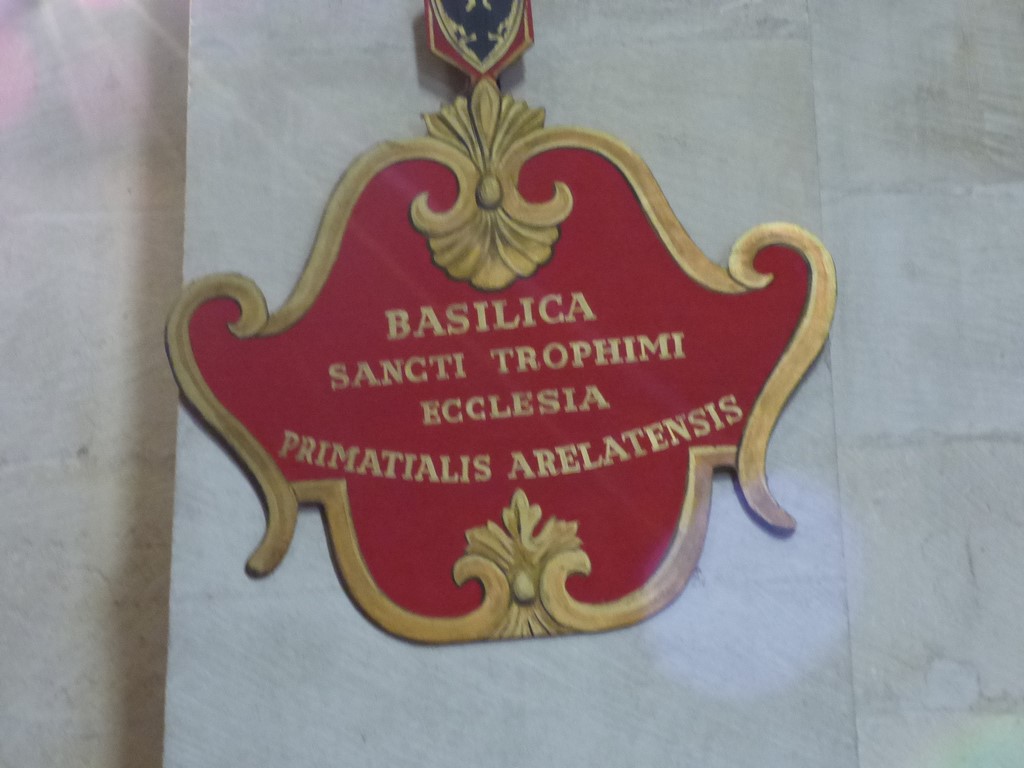 BASILICA
SANCTI TROPHIMI
ECCLESIA
PRIMATIALIS ARELATENSIS